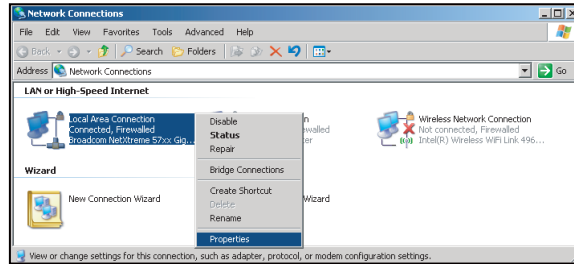 Network Connections
File Edit View Favorites Tools Advanced Help
Back Search Folders
Address Network Connections Go
LAN or High-Speed Internet
Local Area Connection
Connected, Firewalled
Broadcom NetXtreme 57xx Gig...
Disable
Status
Repair
Bridge Connections
Create Shortcut
Delete
Rename
Properties
Wireless Network Connection
Not connected, Firewalled
Intel(R) Wireless WiFi Link 496...
Wizard
New Connection Wizard
Wizard
View or change settings for this connection, such as adapter, protocol, or modem configuration settings.